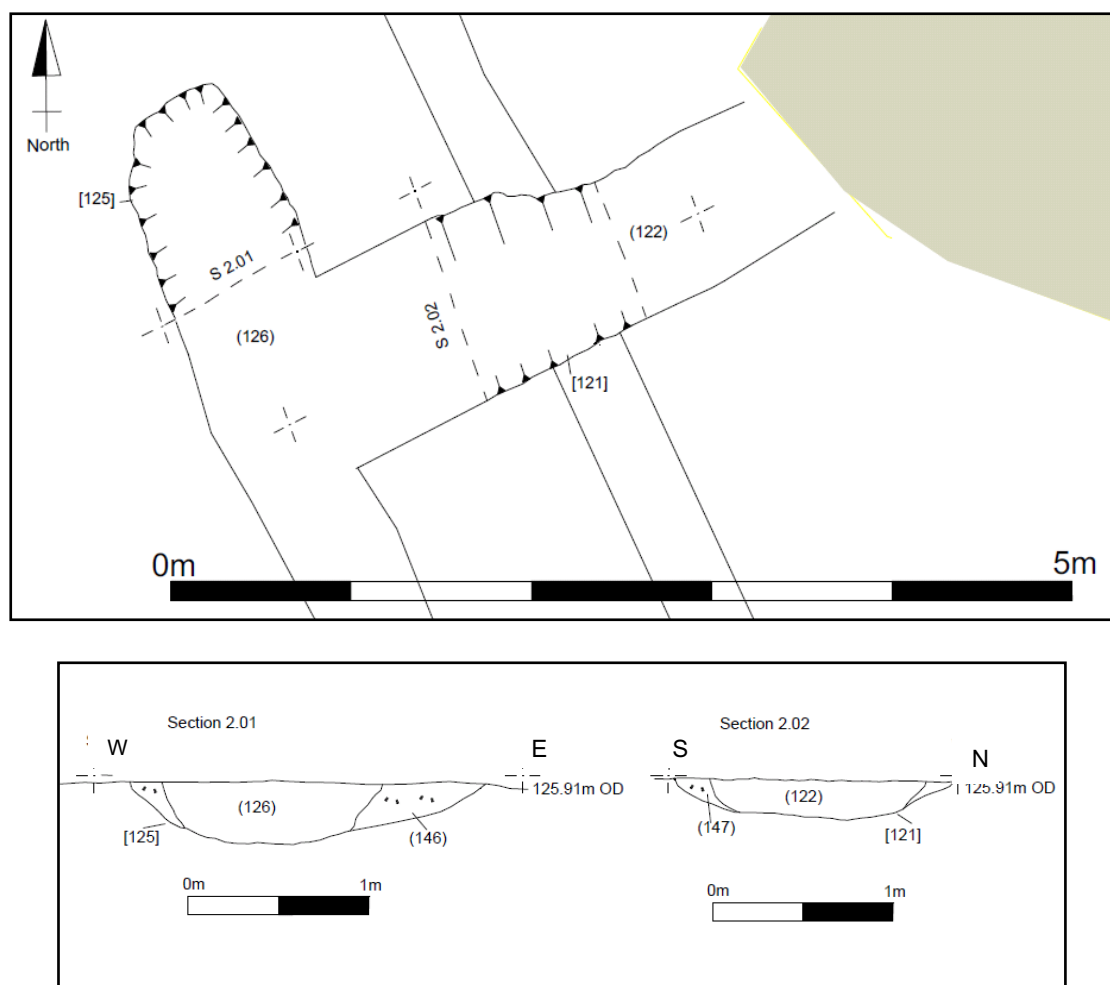 North
[125]
S 2.01
(126)
S 2.02
(122)
[121]
0m 5m
Section 2.01
W E
125.91m OD
(126)
[125]
(146)
0m 1m
Section 2.02
S N
125.91m OD
(122)
(147)
[121]
0m 1m